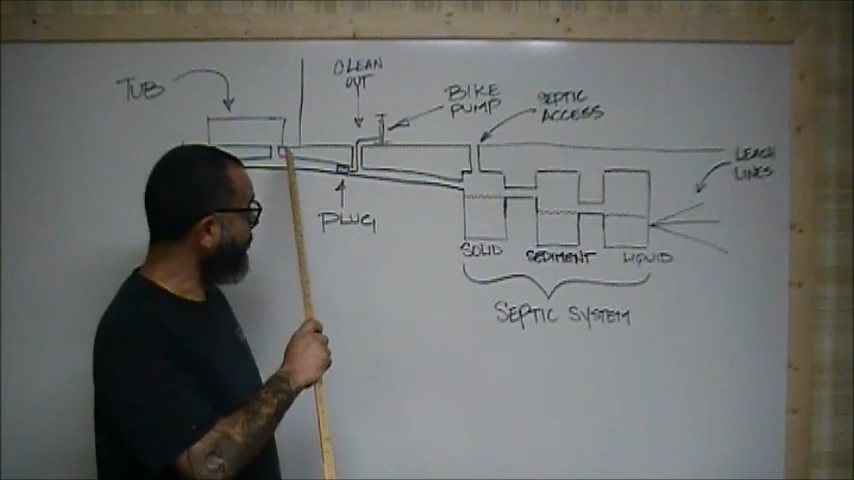 TUB
CLEAN
OUT
BIKE
PUMP
SEPTIC
ACCESS
LEACH
LINES
PLUG
SOLID
SEDIMENT
LIQUID
SEPTIC SYSTEM